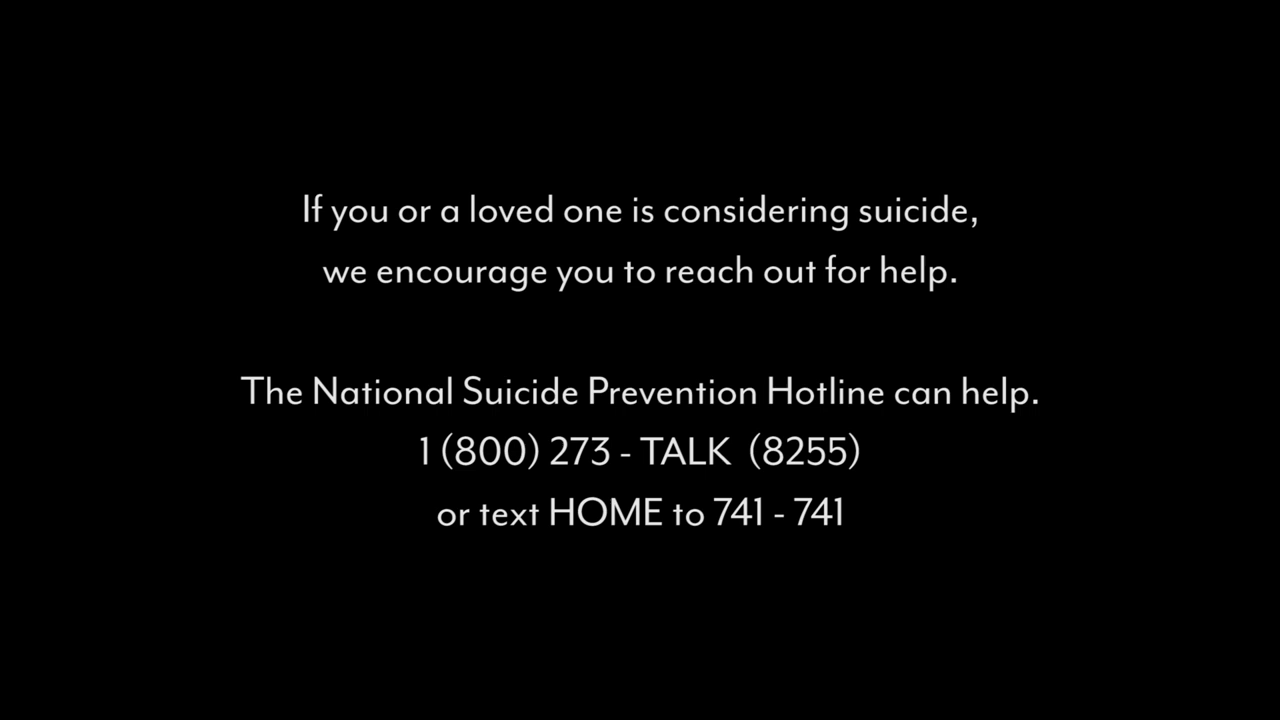 If you or a loved one is considering suicide,
we encourage you to reach out for help.
The National Suicide Prevention Hotline can help.
1 (800) 273 - TALK (8255)
or text HOME to 741 - 741